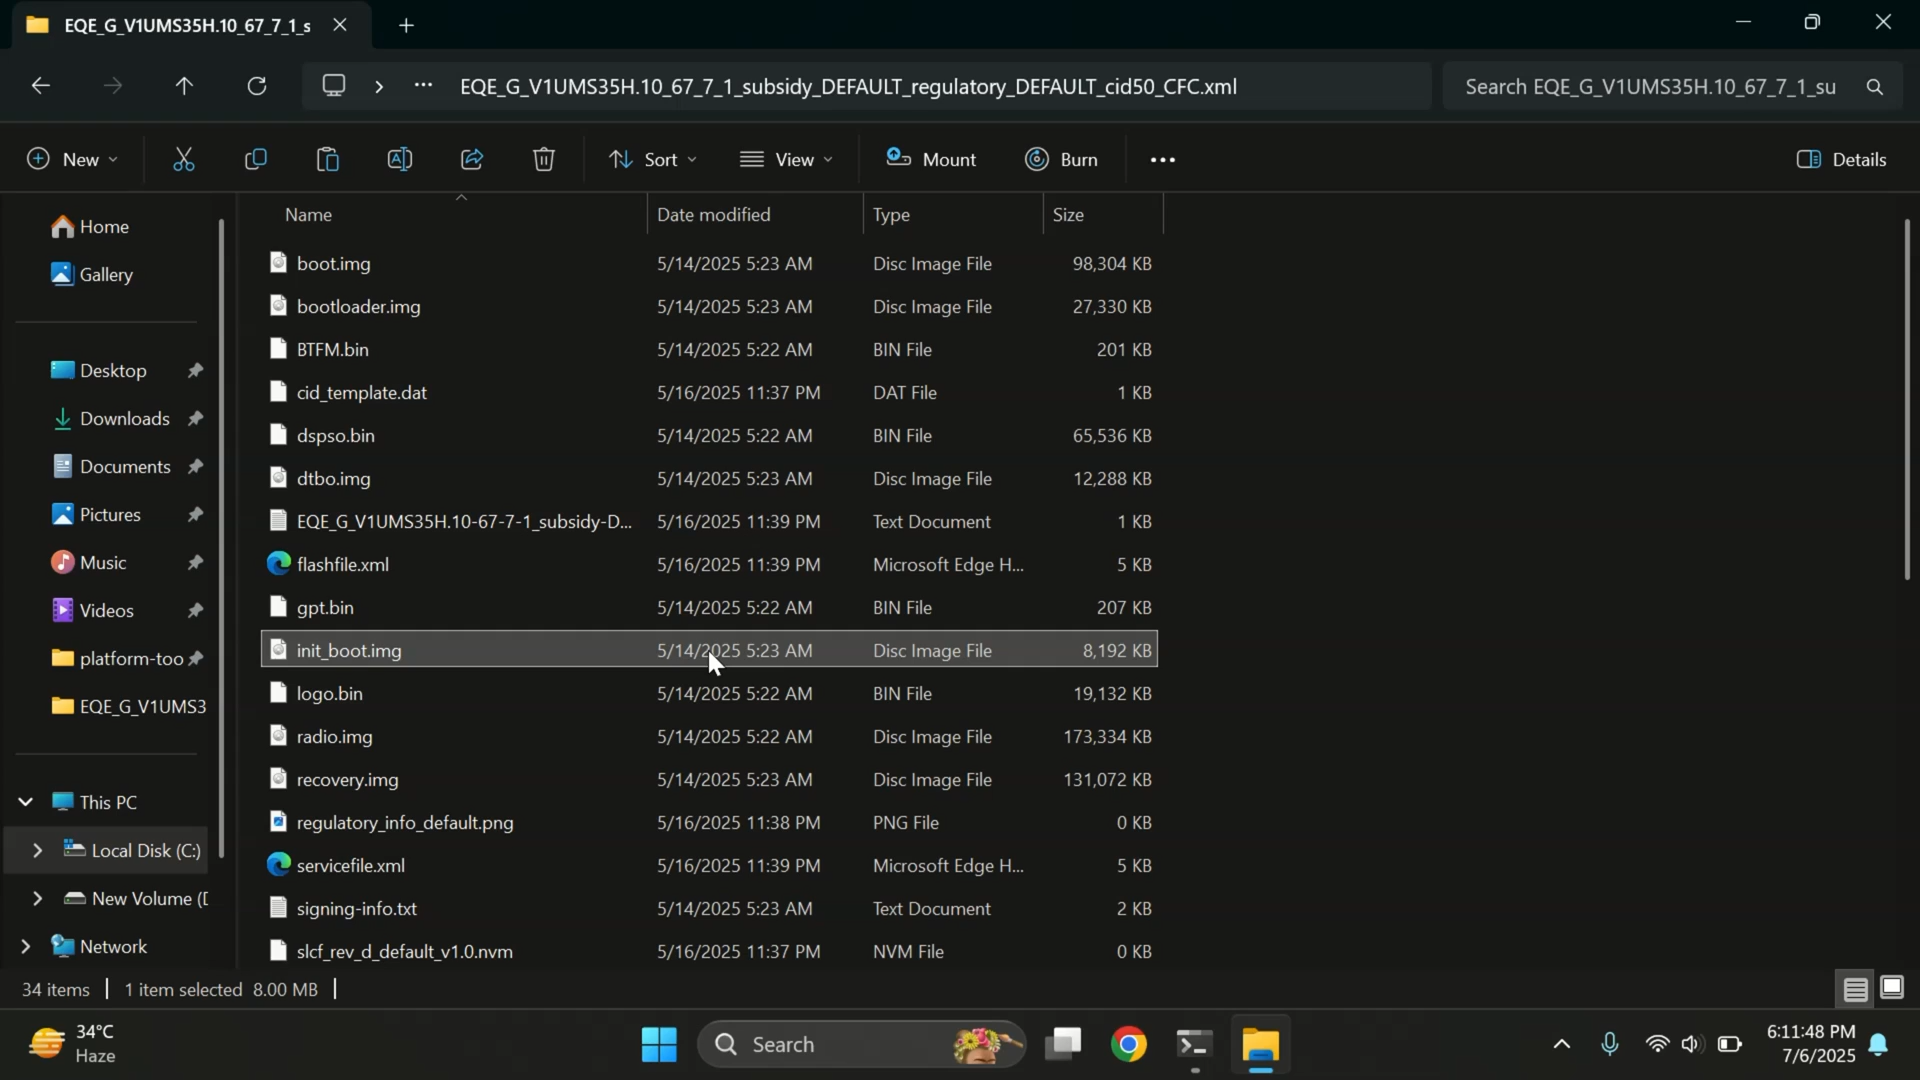 EQE_G_V1UMS35H.10_67_7_1_s
EQE_G_V1UMS35H.10_67_7_1_subsidy_DEFAULT_regulatory_DEFAULT_cid50_CFC.xml
Search EQE_G_V1UMS35H.10_67_7_1_su
New Sort View Mount Burn Details
Name Date modified Type Size
Home
Gallery
Desktop
Downloads
Documents
Pictures
Music
Videos
platform-too
EQE_G_V1UMS3
This PC
Local Disk (C:)
New Volume (D
Network
boot.img 5/14/2025 5:23 AM Disc Image File 98,304 KB
bootloader.img 5/14/2025 5:23 AM Disc Image File 27,330 KB
BTFM.bin 5/14/2025 5:22 AM BIN File 201 KB
cid_template.dat 5/16/2025 11:37 PM DAT File 1 KB
dspso.bin 5/14/2025 5:22 AM BIN File 65,536 KB
dtbo.img 5/14/2025 5:23 AM Disc Image File 12,288 KB
EQE_G_V1UMS35H.10-67-7-1_subsidy-D... 5/16/2025 11:39 PM Text Document 1 KB
flashfile.xml 5/16/2025 11:39 PM Microsoft Edge H... 5 KB
gpt.bin 5/14/2025 5:22 AM BIN File 207 KB
init_boot.img 5/14/2025 5:23 AM Disc Image File 8,192 KB
logo.bin 5/14/2025 5:22 AM BIN File 19,132 KB
radio.img 5/14/2025 5:22 AM Disc Image File 173,334 KB
recovery.img 5/14/2025 5:23 AM Disc Image File 131,072 KB
regulatory_info_default.png 5/16/2025 11:38 PM PNG File 0 KB
servicefile.xml 5/16/2025 11:39 PM Microsoft Edge H... 5 KB
signing-info.txt 5/14/2025 5:23 AM Text Document 2 KB
slcf_rev_d_default_v1.0.nvm 5/16/2025 11:37 PM NVM File 0 KB
34 items 1 item selected 8.00 MB
34°C
Haze
Search
6:11:48 PM
7/6/2025